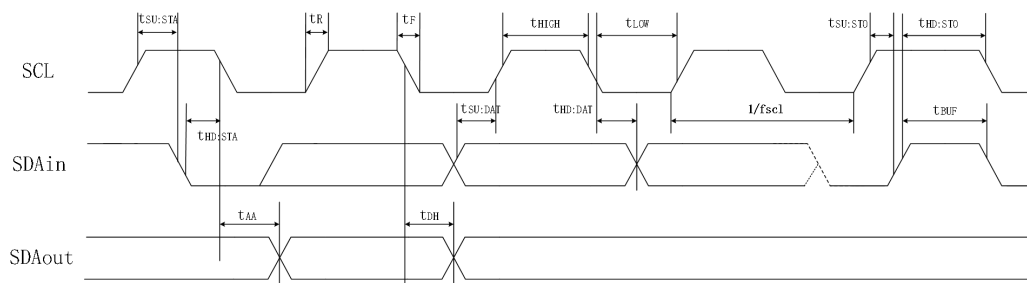 tSU:STA tR tF tHIGH tLOW tSU:STO tHD:STO
SCL
tSU:DAT tHD:DAT 1/fscl tBUF
tHD:STA
SDAin
tAA tDH
SDAout